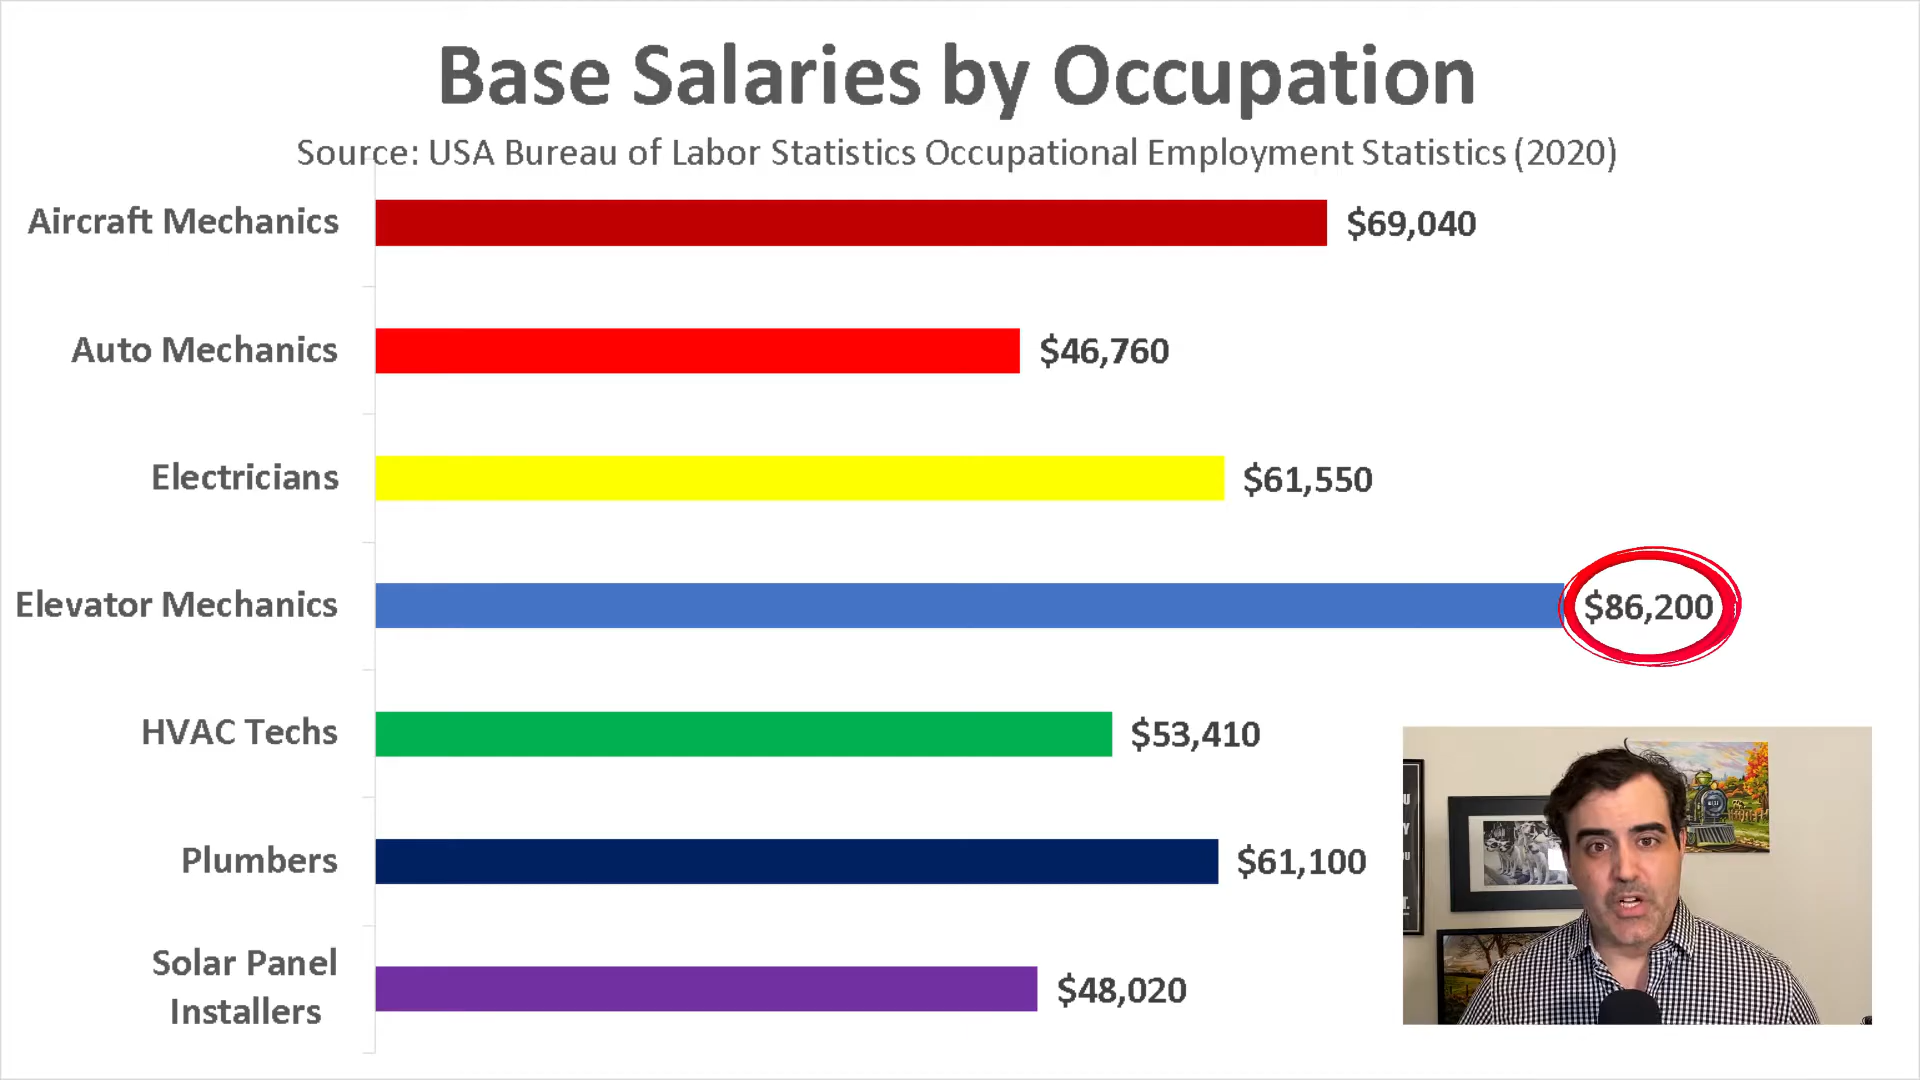 Base Salaries by Occupation
Source: USA Bureau of Labor Statistics Occupational Employment Statistics (2020)
Aircraft Mechanics $69,040
Auto Mechanics $46,760
Electricians $61,550
Elevator Mechanics $86,200
HVAC Techs $53,410
Plumbers $61,100
Solar Panel
Installers $48,020